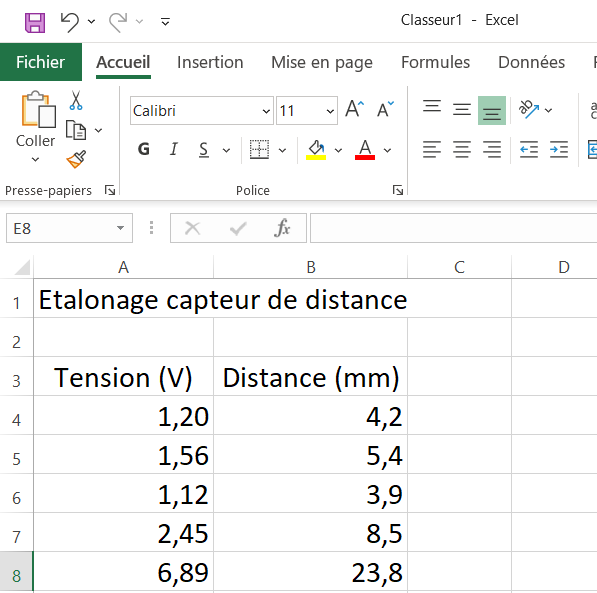 Classeur1 - Excel
Fichier Accueil Insertion Mise en page Formules Données
Calibri 11
Coller
G I S A
Presse-papiers Police
E8 fx
A B C D
1 Etalonage capteur de distance
2
3 Tension (V) Distance (mm)
4 1,20 4,2
5 1,56 5,4
6 1,12 3,9
7 2,45 8,5
8 6,89 23,8